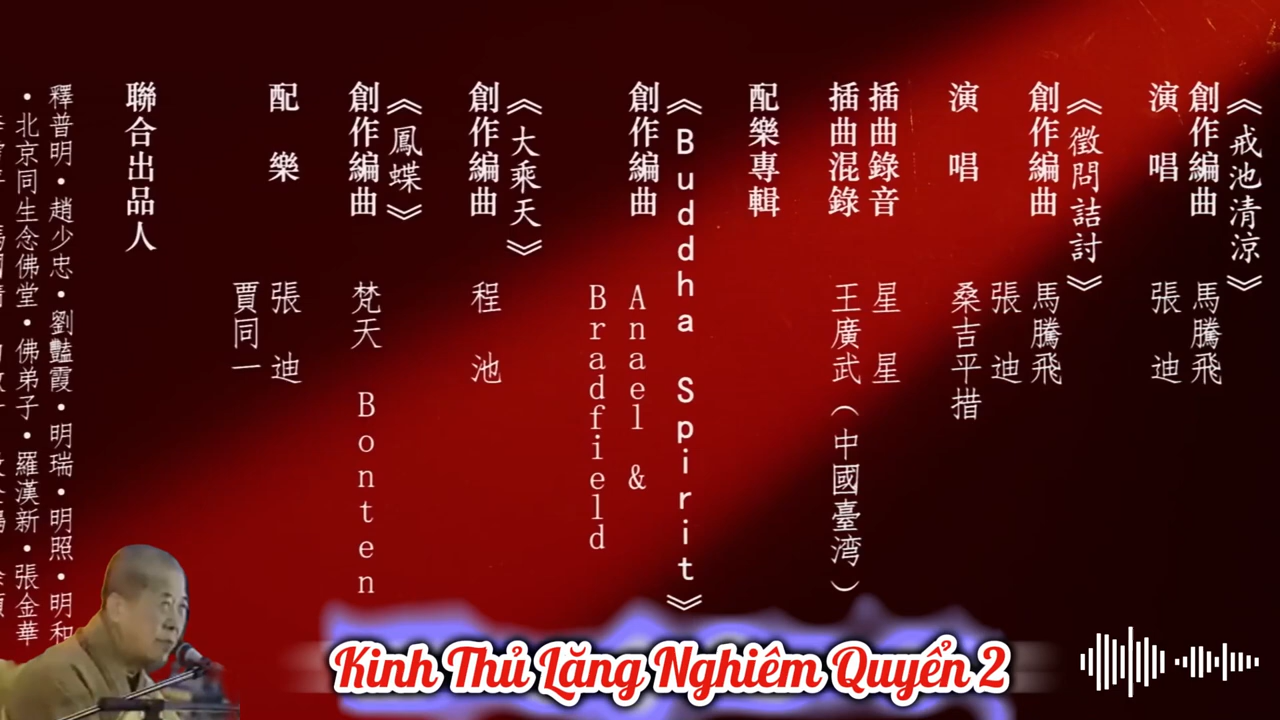 《戒池清涼》
創作編曲 馬騰飛
演唱 張迪
《徵問詰討》
創作編曲 馬騰飛
演唱 張迪
桑吉平措
插曲錄音 星星
插曲混錄 王廣武（中國臺湾）
配樂專輯
《Buddha Spirit》
創作編曲 Anael &
Bradfield
《大乘天》
創作編曲 程池
《鳳蝶》
創作編曲 梵天 Bonten
配樂 張迪
賈同一
聯合出品人
釋普明・趙少忠・劉豔霞・明瑞・明照・明和
・北京同生念佛堂・佛弟子・羅漢新・張金華
Kinh Thủ Lăng Nghiêm Quyển 2